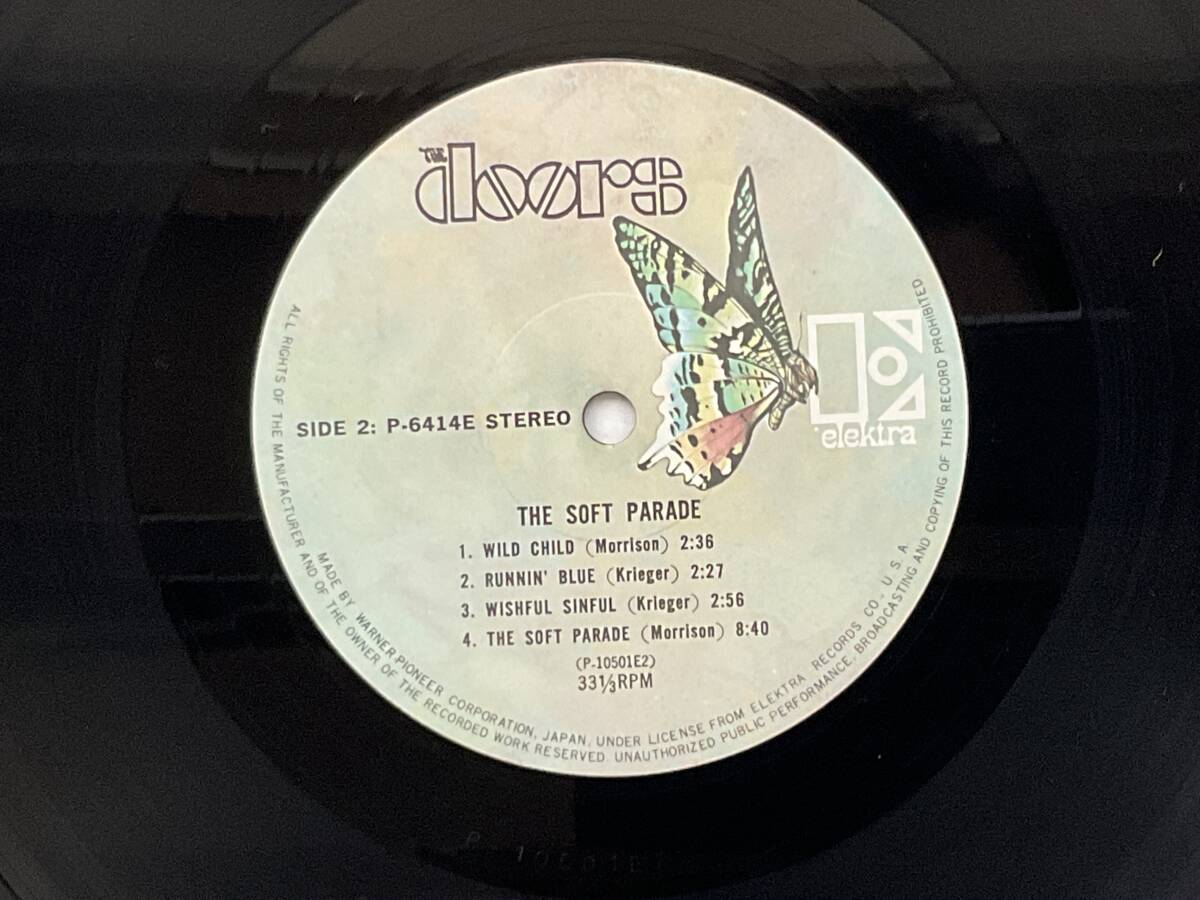 THE doors
elektra
SIDE 2: P-6414E STEREO
THE SOFT PARADE
1. WILD CHILD (Morrison) 2:36
2. RUNNIN' BLUE (Krieger) 2:27
3. WISHFUL SINFUL (Krieger) 2:56
4. THE SOFT PARADE (Morrison) 8:40
(P-10501E2)
33⅓RPM
MADE BY WARNER-PIONEER CORPORATION, JAPAN, UNDER LICENSE FROM ELEKTRA RECORDS CO., U.S.A.
ALL RIGHTS OF THE MANUFACTURER AND OF THE OWNER OF THE RECORDED WORK RESERVED. UNAUTHORIZED PUBLIC PERFORMANCE, BROADCASTING AND COPYING OF THIS RECORD PROHIBITED.